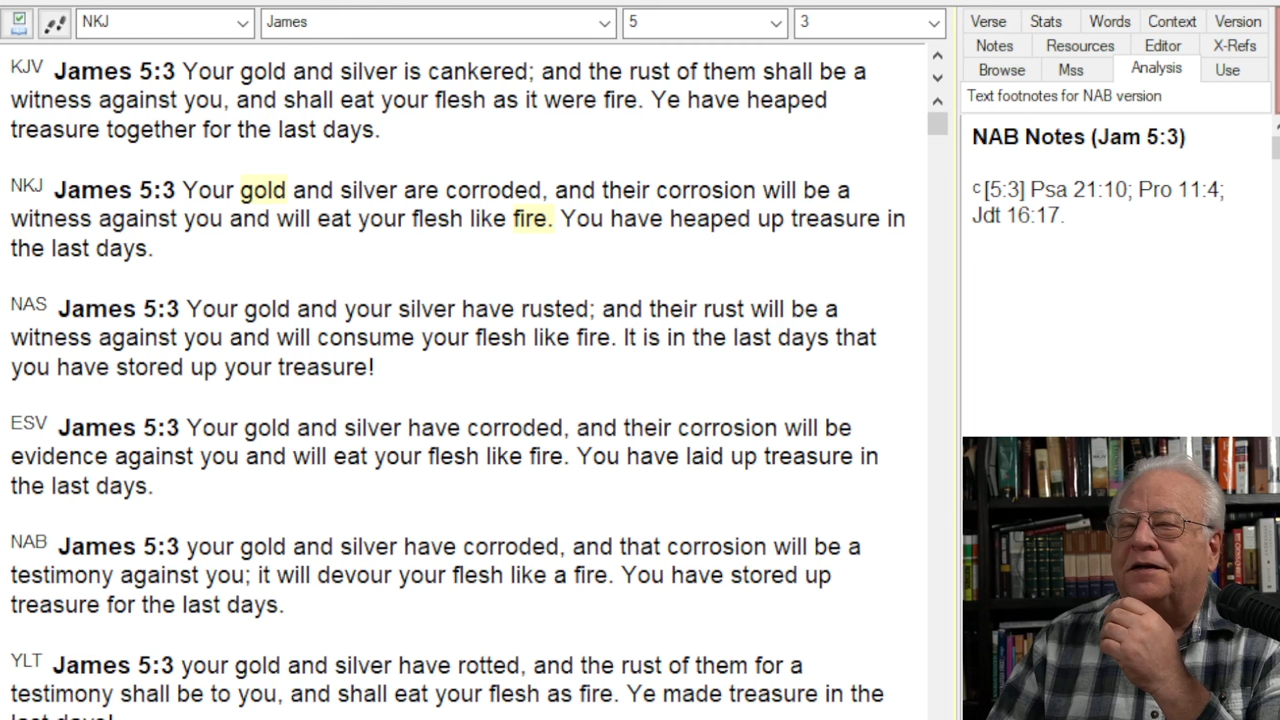 NKJ James 5 3
KJV James 5:3 Your gold and silver is cankered; and the rust of them shall be a
witness against you, and shall eat your flesh as it were fire. Ye have heaped
treasure together for the last days.
NKJ James 5:3 Your gold and silver are corroded, and their corrosion will be a
witness against you and will eat your flesh like fire. You have heaped up treasure in
the last days.
NAS James 5:3 Your gold and your silver have rusted; and their rust will be a
witness against you and will consume your flesh like fire. It is in the last days that
you have stored up your treasure!
ESV James 5:3 Your gold and silver have corroded, and their corrosion will be
evidence against you and will eat your flesh like fire. You have laid up treasure in
the last days.
NAB James 5:3 your gold and silver have corroded, and that corrosion will be a
testimony against you; it will devour your flesh like a fire. You have stored up
treasure for the last days.
YLT James 5:3 your gold and silver have rotted, and the rust of them for a
testimony shall be to you, and shall eat your flesh as fire. Ye made treasure in the
last days!
Verse Stats Words Context Version
Notes Resources Editor X-Refs
Browse Mss Analysis Use
Text footnotes for NAB version
NAB Notes (Jam 5:3)
c [5:3] Psa 21:10; Pro 11:4;
Jdt 16:17.